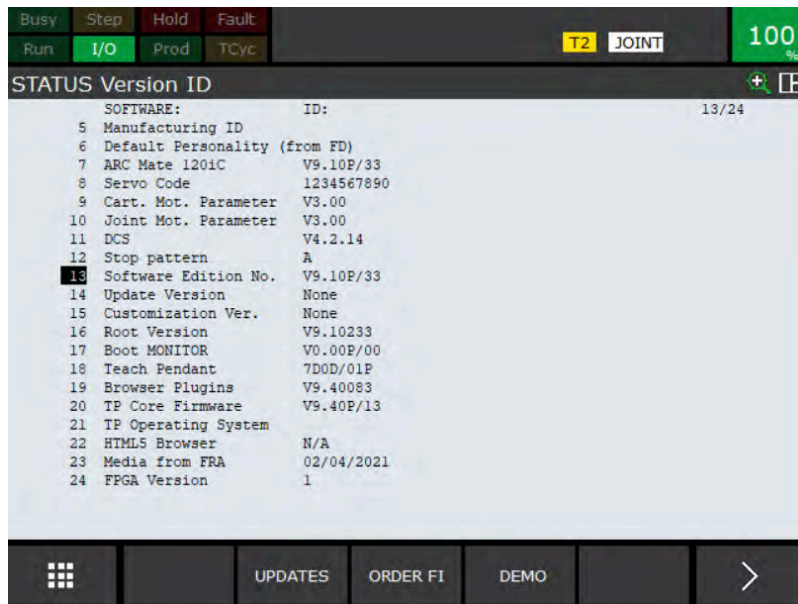 Busy Step Hold Fault
Run I/O Prod TCyc T2 JOINT 100 %
STATUS Version ID
SOFTWARE: ID: 13/24
5 Manufacturing ID
6 Default Personality (from FD)
7 ARC Mate 120iC V9.10P/33
8 Servo Code 1234567890
9 Cart. Mot. Parameter V3.00
10 Joint Mot. Parameter V3.00
11 DCS V4.2.14
12 Stop pattern A
13 Software Edition No. V9.10P/33
14 Update Version None
15 Customization Ver. None
16 Root Version V9.10233
17 Boot MONITOR V0.00P/00
18 Teach Pendant 7D0D/01P
19 Browser Plugins V9.40083
20 TP Core Firmware V9.40P/13
21 TP Operating System
22 HTML5 Browser N/A
23 Media from FRA 02/04/2021
24 FPGA Version 1
UPDATES ORDER FI DEMO